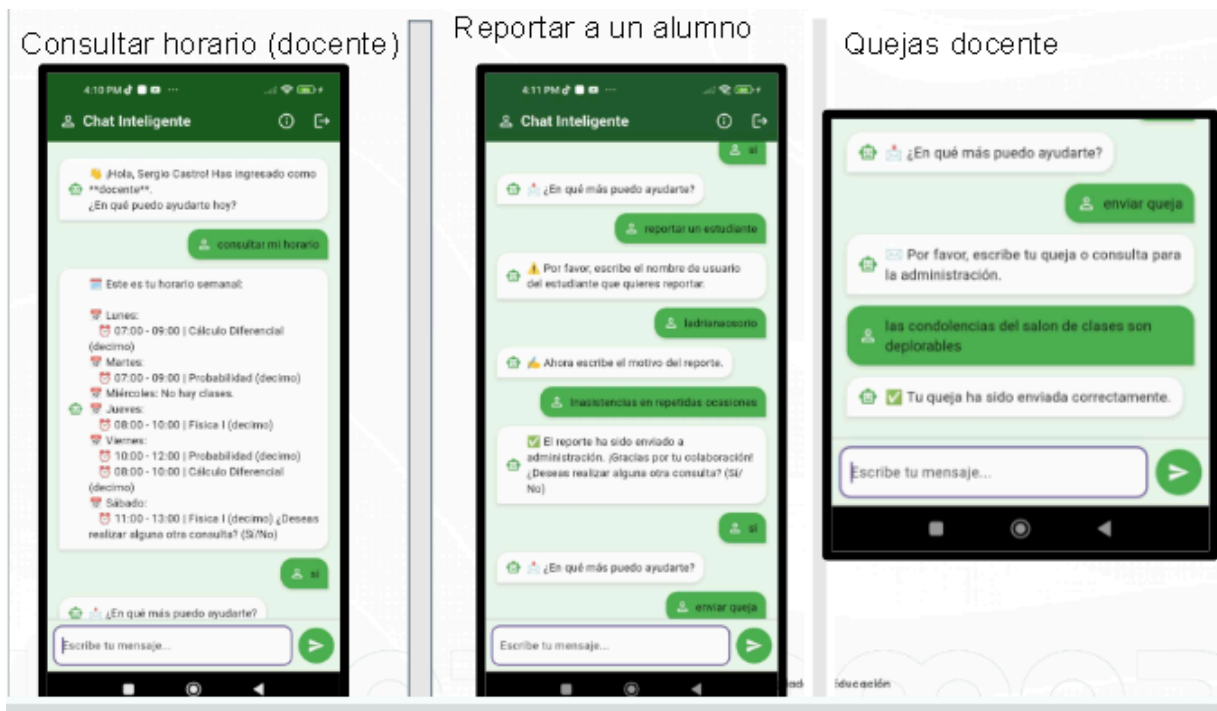 Consultar horario (docente)
4:10 PM
Chat Inteligente
¡Hola, Sergio Castro! Has ingresado como
**docente**.
¿En qué puedo ayudarte hoy?
consultar mi horario
Este es tu horario semanal:
Lunes:
07:00 - 09:00 | Cálculo Diferencial
(decimo)
Martes:
07:00 - 09:00 | Probabilidad (decimo)
Miércoles: No hay clases.
Jueves:
08:00 - 10:00 | Física I (decimo)
Viernes:
10:00 - 12:00 | Probabilidad (decimo)
08:00 - 10:00 | Cálculo Diferencial
(decimo)
Sábado:
11:00 - 13:00 | Física I (decimo) ¿Deseas
realizar alguna otra consulta? (Sí/No)
si
¿En qué más puedo ayudarte?
Escribe tu mensaje...
Reportar a un alumno
4:11 PM
Chat Inteligente
si
¿En qué más puedo ayudarte?
reportar un estudiante
Por favor, escribe el nombre de usuario
del estudiante que quieres reportar.
ladrianaosorio
Ahora escribe el motivo del reporte.
Inasistencias en repetidas ocasiones
El reporte ha sido enviado a
administración. ¡Gracias por tu colaboración!
¿Deseas realizar alguna otra consulta? (Sí/
No)
si
¿En qué más puedo ayudarte?
enviar queja
Escribe tu mensaje...
Quejas docente
¿En qué más puedo ayudarte?
enviar queja
Por favor, escribe tu queja o consulta para
la administración.
las condolencias del salon de clases son
deplorables
Tu queja ha sido enviada correctamente.
Escribe tu mensaje...
Educación